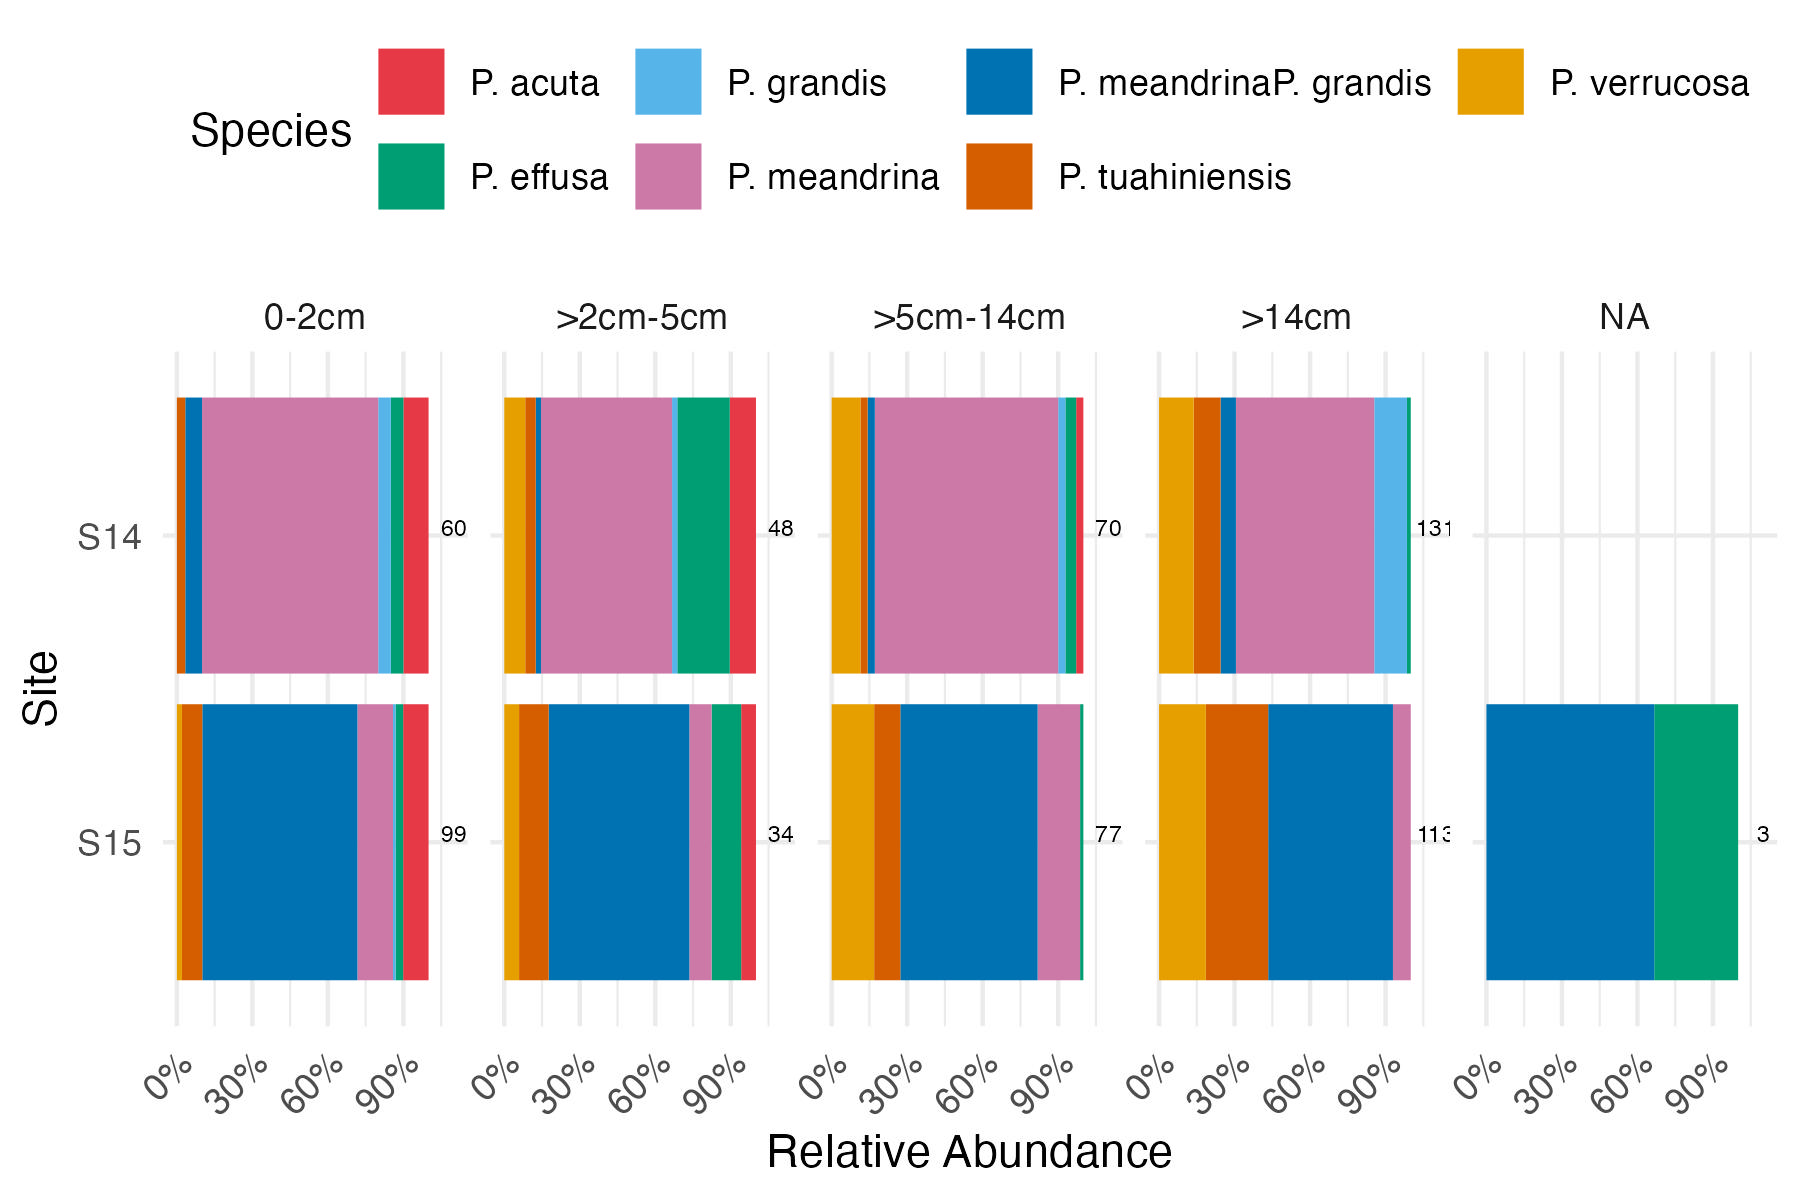 Species
P. acuta
P. grandis
P. meandrinaP. grandis
P. verrucosa
P. effusa
P. meandrina
P. tuahiniensis
0-2cm
>2cm-5cm
>5cm-14cm
>14cm
NA
S14
60
48
70
131
S15
99
34
77
113
3
Site
0% 30% 60% 90%
0% 30% 60% 90%
0% 30% 60% 90%
0% 30% 60% 90%
0% 30% 60% 90%
Relative Abundance